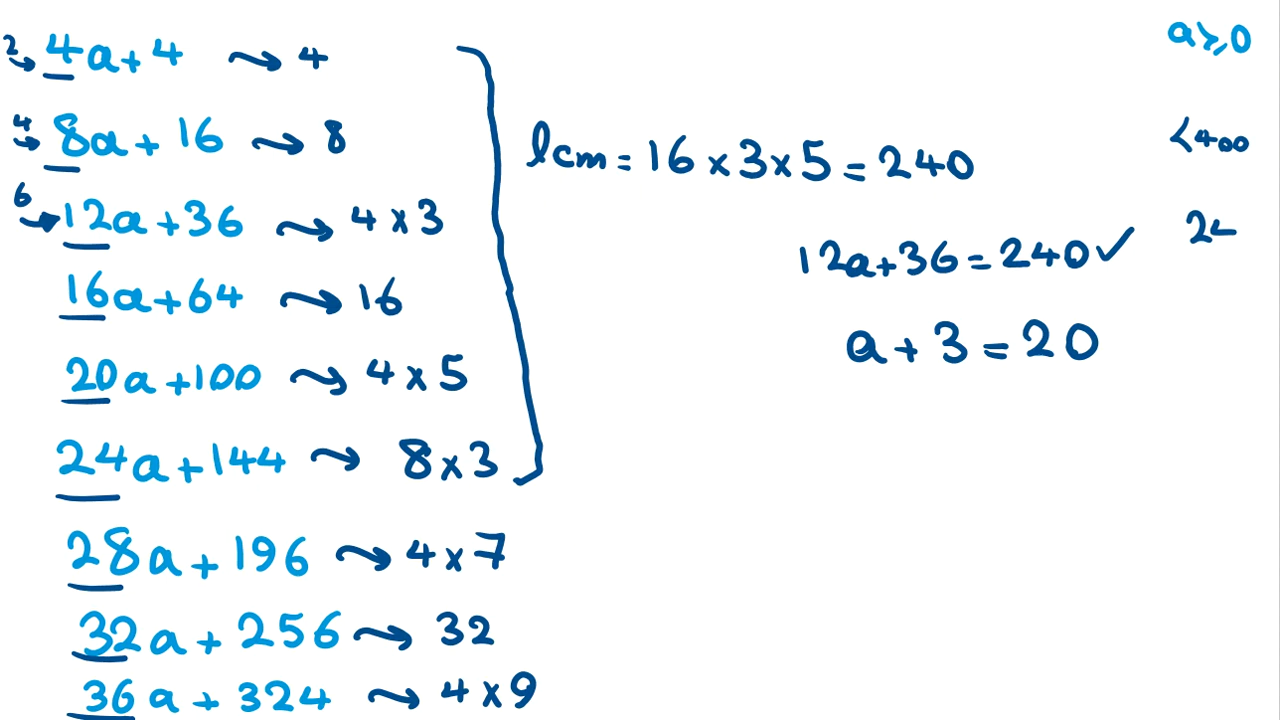 2 4a+4 ⇝ 4
4 8a+16 ⇝ 8
6 12a+36 ⇝ 4×3
16a+64 ⇝ 16
20a+100 ⇝ 4×5
24a+144 ⇝ 8×3
28a+196 ⇝ 4×7
32a+256 ⇝ 32
36a+324 ⇝ 4×9
lcm=16×3×5=240
12a+36=240✓
a+3=20
a⩾0
<400
24